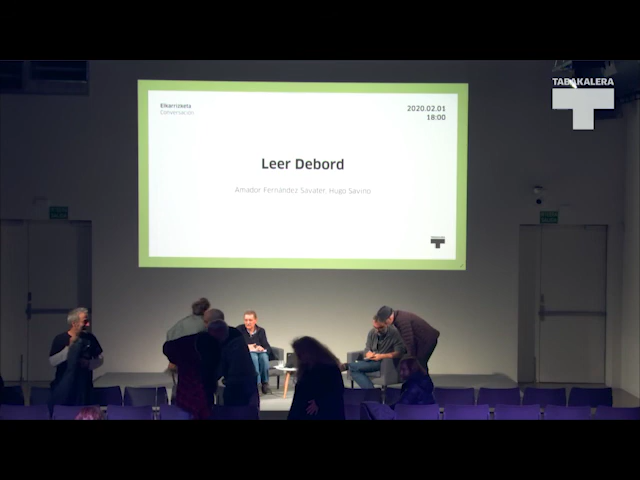 TABAKALERA
Elkarrizketa
Conversación
2020.02.01
18:00
Leer Debord
Amador Fernández Savater, Hugo Savino